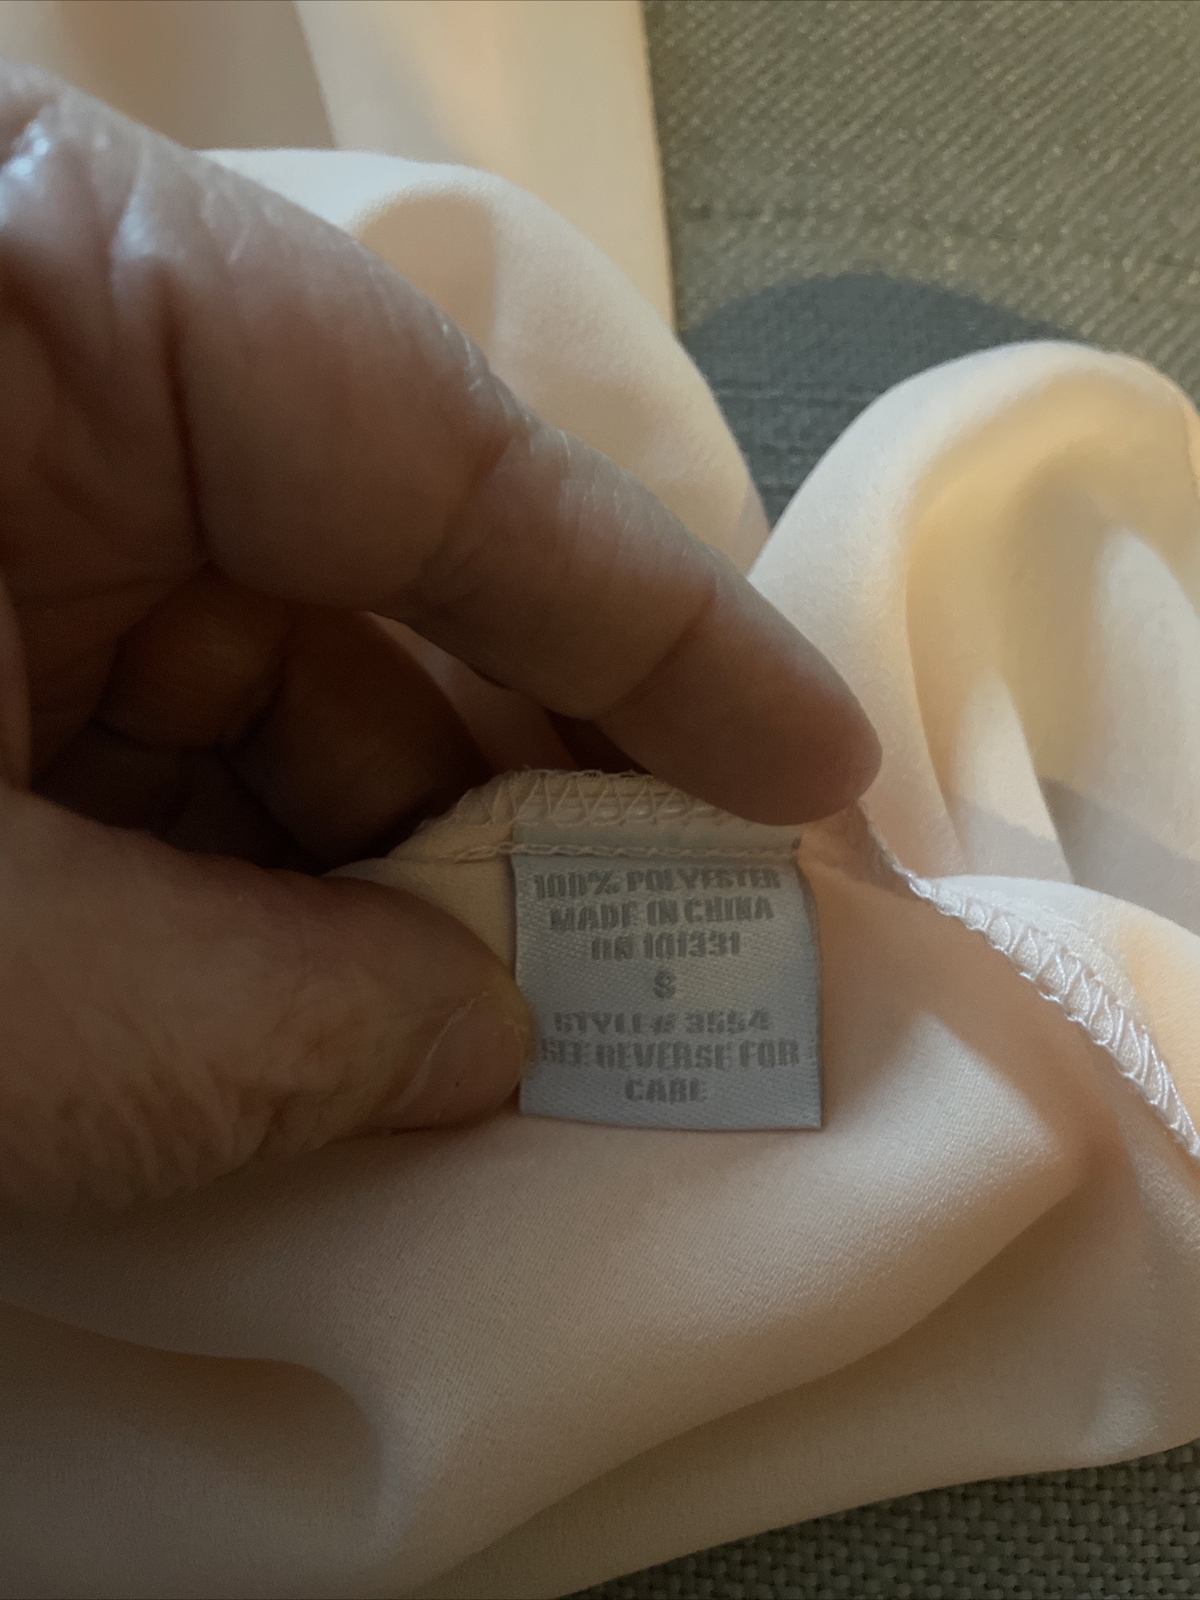 100% POLYESTER
MADE IN CHINA
RN 101331
S
STYLE # 3554
SEE REVERSE FOR
CARE